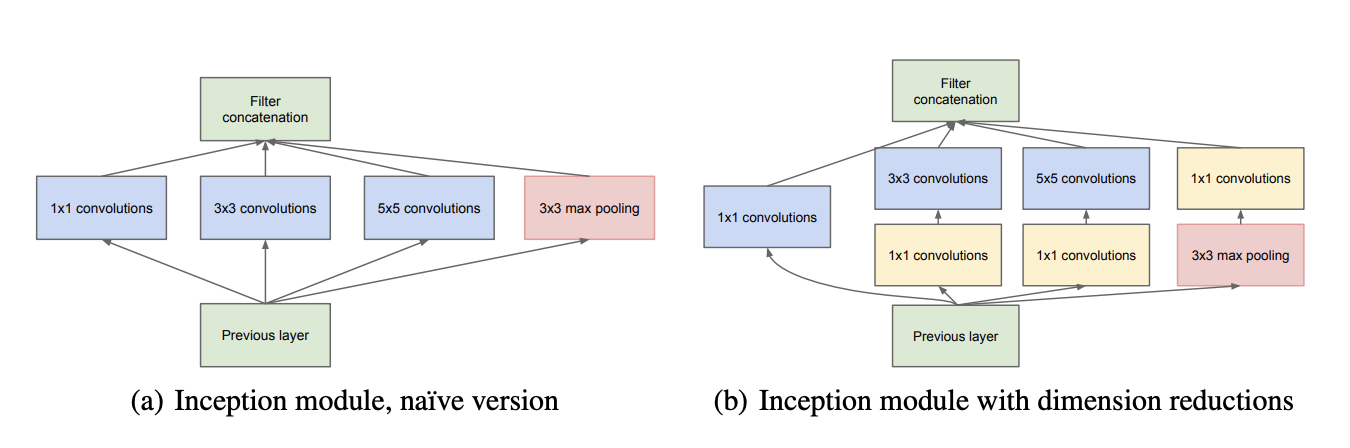 Filter
concatenation
1x1 convolutions
3x3 convolutions
5x5 convolutions
3x3 max pooling
Previous layer
(a) Inception module, naïve version
Filter
concatenation
3x3 convolutions
5x5 convolutions
1x1 convolutions
1x1 convolutions
1x1 convolutions
1x1 convolutions
3x3 max pooling
Previous layer
(b) Inception module with dimension reductions